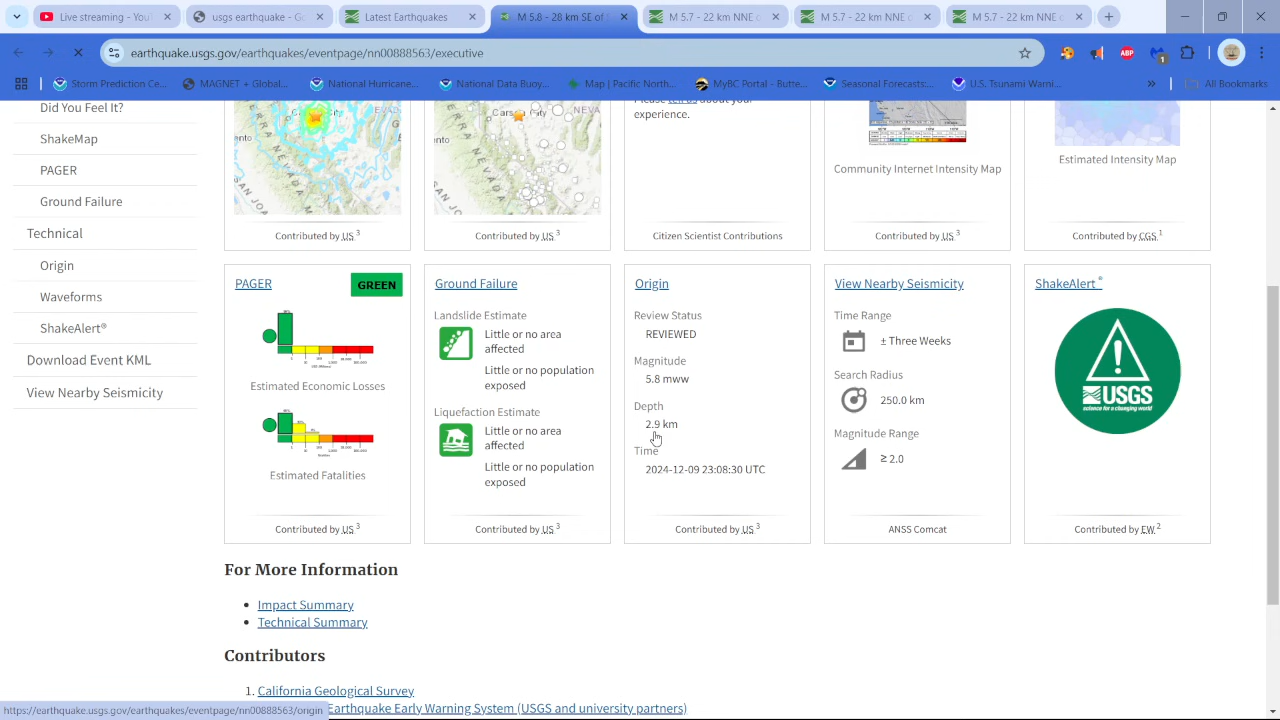 Live streaming - You
usgs earthquake - G
Latest Earthquakes
M 5.8 - 28 km SE of
M 5.7 - 22 km NNE o
M 5.7 - 22 km NNE o
M 5.7 - 22 km NNE o
earthquake.usgs.gov/earthquakes/eventpage/nn00888563/executive
ABP
1
Storm Prediction Ce...
MAGNET + Global...
National Hurricane...
National Data Buoy...
Map | Pacific North...
MyBC Portal - Butte...
Seasonal Forecasts:...
U.S. Tsunami Warni...
»
All Bookmarks
Did You Feel It?
ShakeMap
PAGER
Ground Failure
Technical
Origin
Waveforms
ShakeAlert®
Download Event KML
View Nearby Seismicity
Contributed by US 3
Contributed by US 3
Please tell us about your
experience.
Citizen Scientist Contributions
Community Internet Intensity Map
Contributed by US 3
Estimated Intensity Map
Contributed by CGS 1
PAGER
GREEN
Estimated Economic Losses
Estimated Fatalities
Contributed by US 3
Ground Failure
Landslide Estimate
Little or no area
affected
Little or no population
exposed
Liquefaction Estimate
Little or no area
affected
Little or no population
exposed
Contributed by US 3
Origin
Review Status
REVIEWED
Magnitude
5.8 mww
Depth
2.9 km
Time
2024-12-09 23:08:30 UTC
Contributed by US 3
View Nearby Seismicity
Time Range
± Three Weeks
Search Radius
250.0 km
Magnitude Range
≥ 2.0
ANSS Comcat
ShakeAlert ®
USGS
science for a changing world
Contributed by EW 2
For More Information
Impact Summary
Technical Summary
Contributors
1. California Geological Survey
Earthquake Early Warning System (USGS and university partners)
https://earthquake.usgs.gov/earthquakes/eventpage/nn00888563/origin